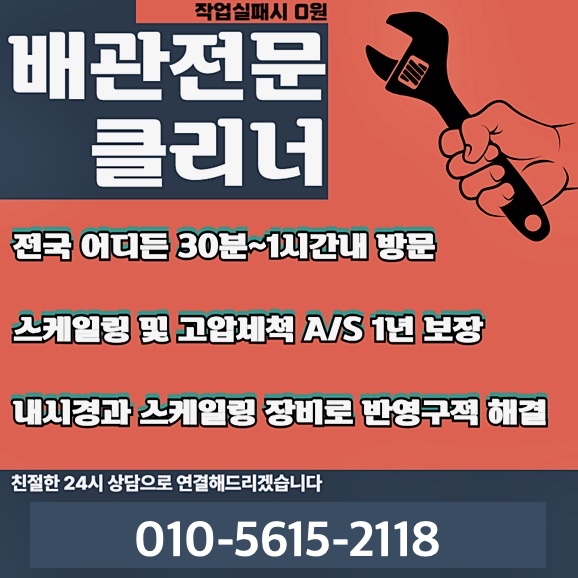 작업실패시 0원
배관전문
클리너
전국 어디든 30분~1시간내 방문
스케일링 및 고압세척 A/S 1년 보장
내시경과 스케일링 장비로 반영구적 해결
친절한 24시 상담으로 연결해드리겠습니다
010-5615-2118